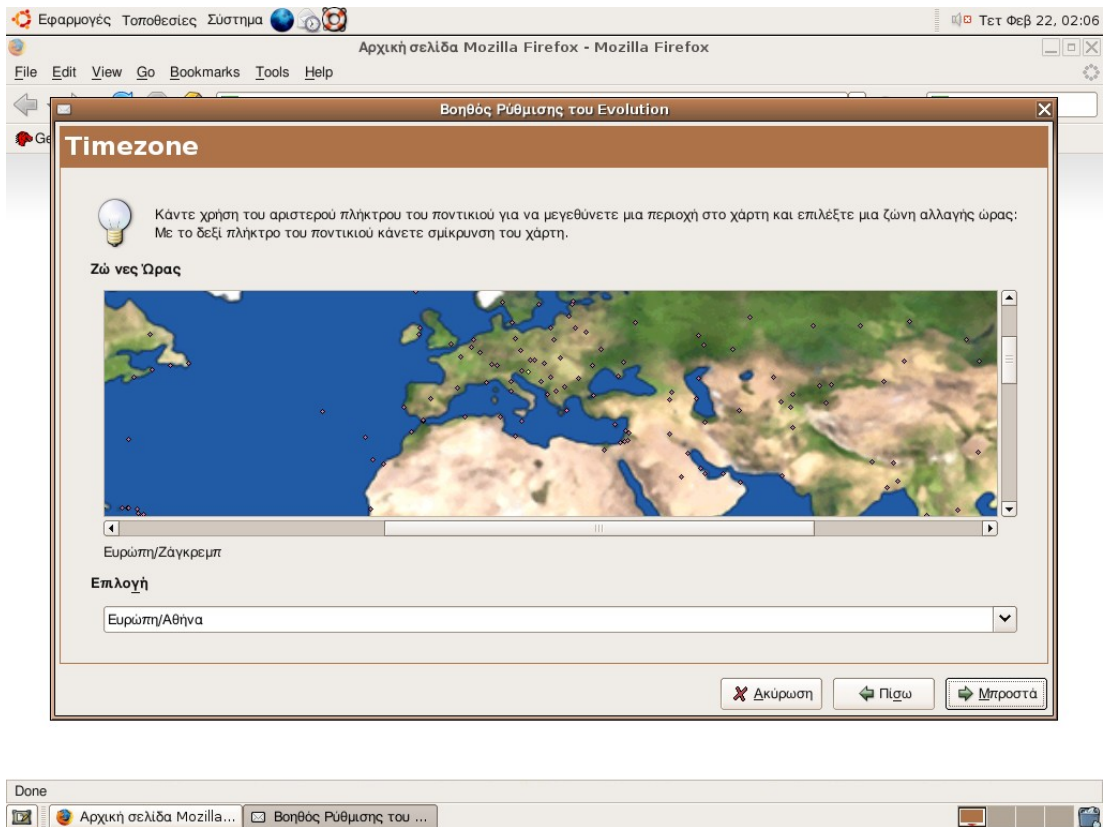 Εφαρμογές Τοποθεσίες Σύστημα Τετ Φεβ 22, 02:06
Αρχική σελίδα Mozilla Firefox - Mozilla Firefox
File Edit View Go Bookmarks Tools Help
Βοηθός Ρύθμισης του Evolution
Ge
Timezone
Κάντε χρήση του αριστερού πλήκτρου του ποντικιού για να μεγεθύνετε μια περιοχή στο χάρτη και επιλέξτε μια ζώνη αλλαγής ώρας:
Με το δεξί πλήκτρο του ποντικιού κάνετε σμίκρυνση του χάρτη.
Ζώ νες Ώρας
Ευρώπη/Ζάγκρεμπ
Επιλογή
Ευρώπη/Αθήνα
Ακύρωση Πίσω Μπροστά
Done
Αρχική σελίδα Mozilla... Βοηθός Ρύθμισης του ...